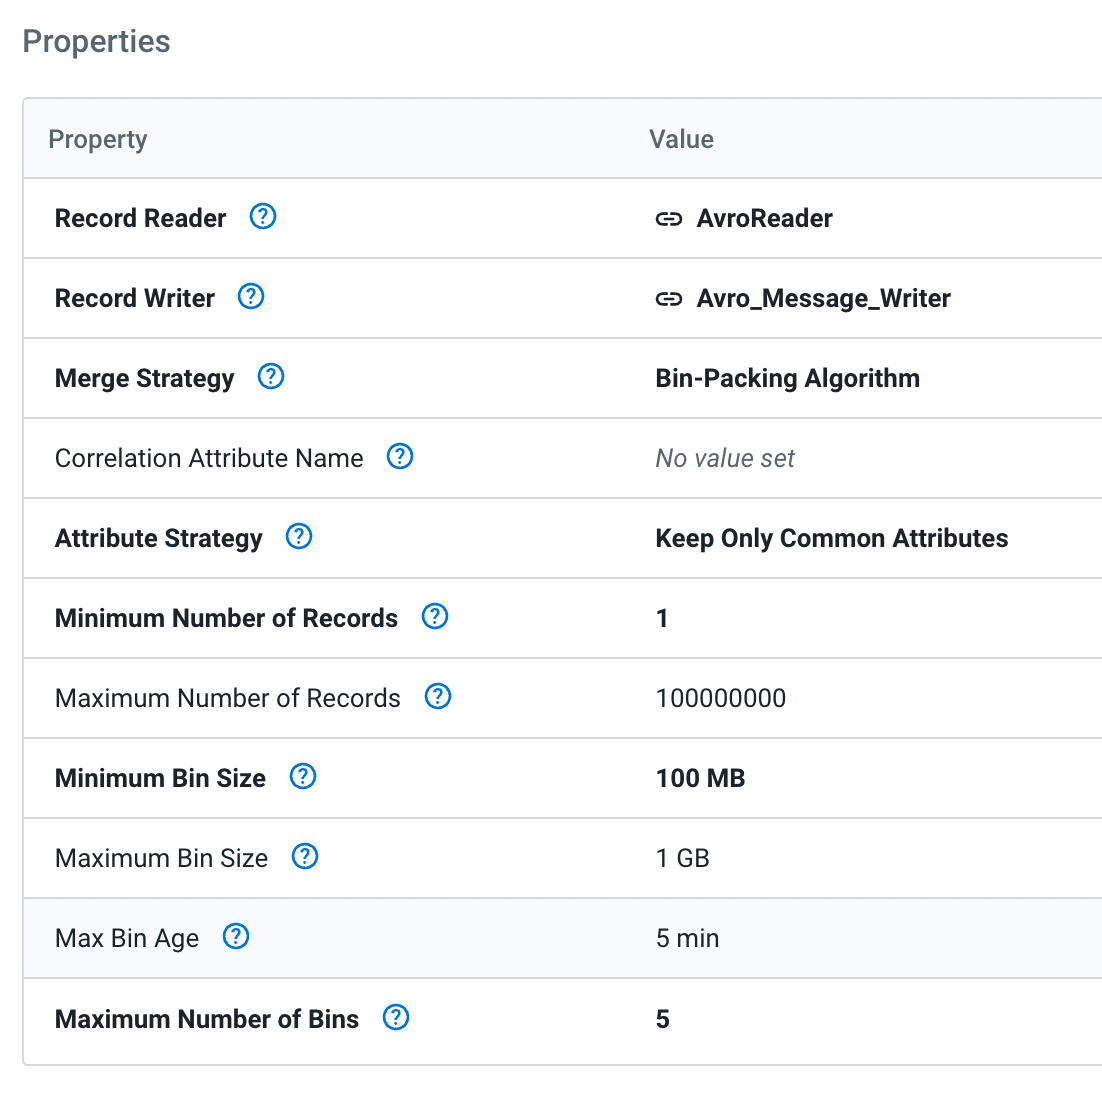 Properties
Property Value
Record Reader ? AvroReader
Record Writer ? Avro_Message_Writer
Merge Strategy ? Bin-Packing Algorithm
Correlation Attribute Name ? No value set
Attribute Strategy ? Keep Only Common Attributes
Minimum Number of Records ? 1
Maximum Number of Records ? 100000000
Minimum Bin Size ? 100 MB
Maximum Bin Size ? 1 GB
Max Bin Age ? 5 min
Maximum Number of Bins ? 5